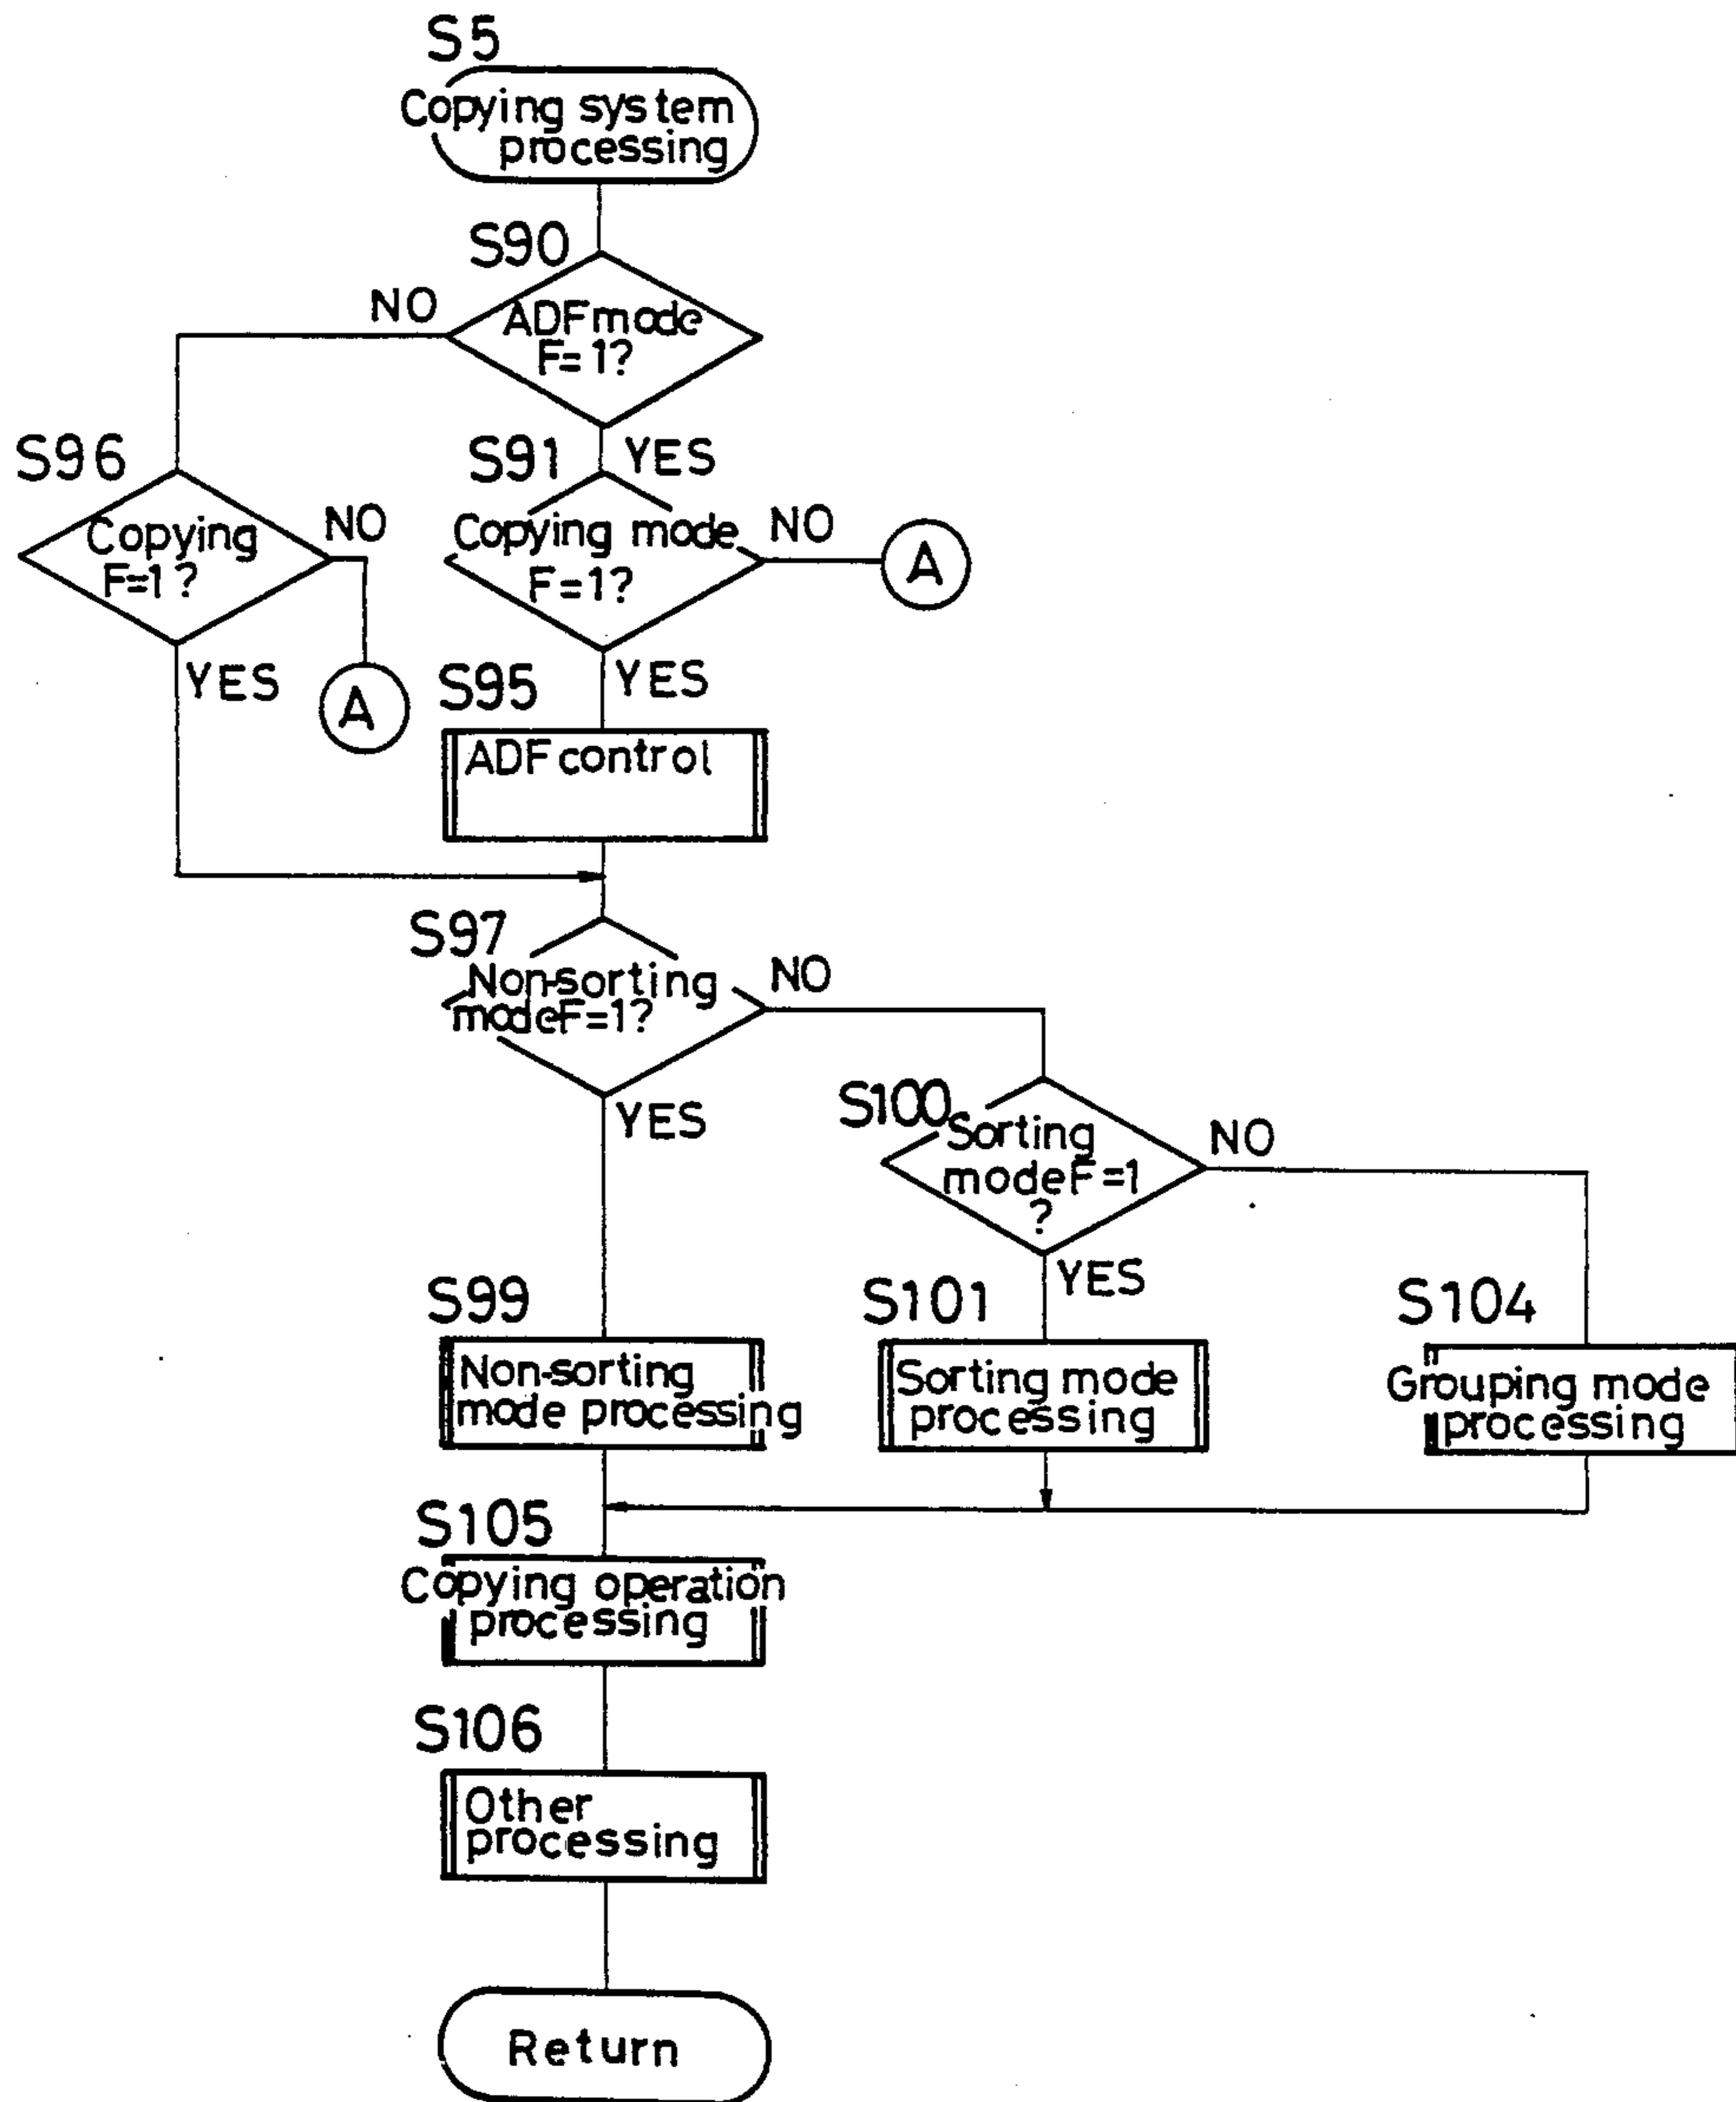 S5
Copying system
processing
S90
NO
ADF mode
F=1?
S96
S91
YES
Copying
F=1?
NO
Copying mode
F=1?
NO
A
YES
A
S95
YES
ADF control
S97
Non-sorting
modeF=1?
NO
YES
S100
Sorting
modeF=1
?
NO
YES
S99
Non-sorting
mode processing
S101
Sorting mode
processing
S104
Grouping mode
processing
S105
Copying operation
processing
S106
Other
processing
Return